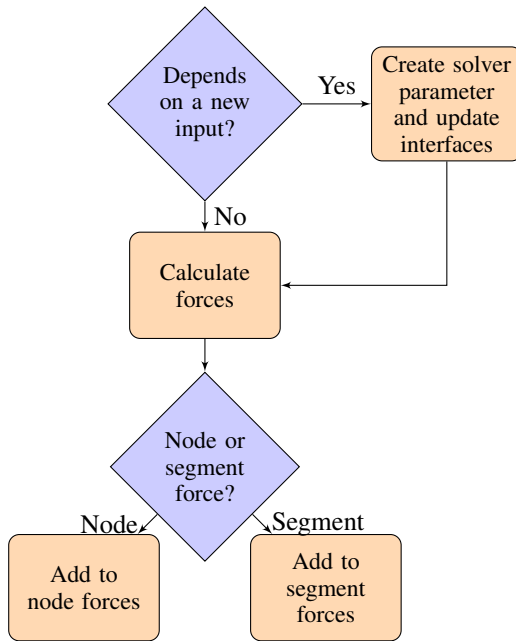 Depends
on a new
input?
Yes
Create solver
parameter
and update
interfaces
No
Calculate
forces
Node or
segment
force?
Node
Segment
Add to
node forces
Add to
segment
forces